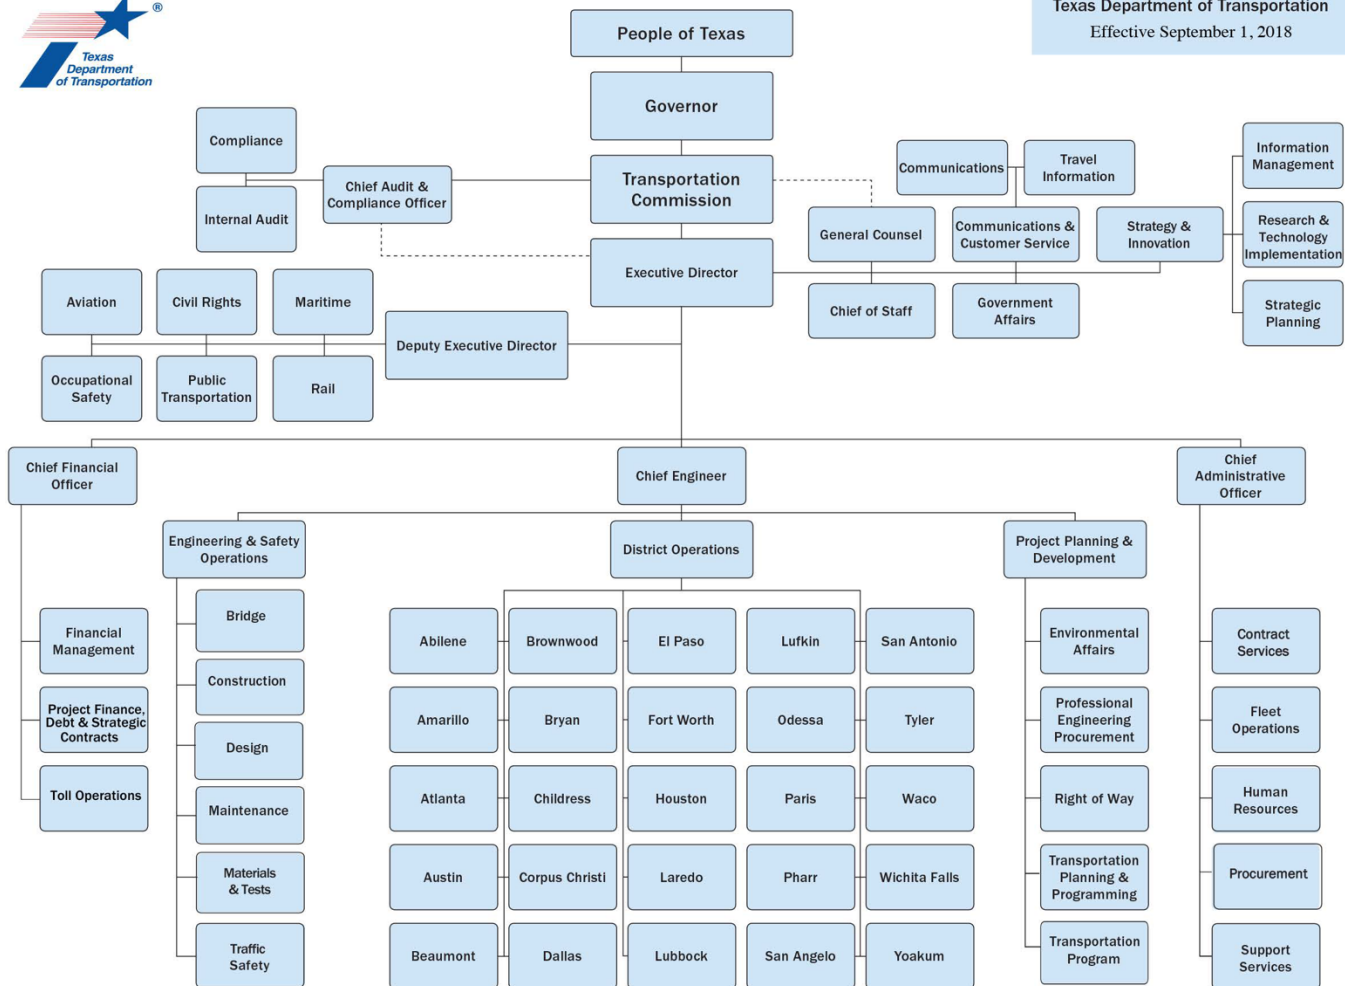 Texas
Department
of Transportation
®
Texas Department of Transportation
Effective September 1, 2018
People of Texas
Governor
Transportation
Commission
Executive Director
Compliance
Internal Audit
Chief Audit &
Compliance Officer
General Counsel
Chief of Staff
Communications
Travel
Information
Communications &
Customer Service
Government
Affairs
Strategy &
Innovation
Information
Management
Research &
Technology
Implementation
Strategic
Planning
Aviation
Civil Rights
Maritime
Deputy Executive Director
Occupational
Safety
Public
Transportation
Rail
Chief Financial
Officer
Chief Engineer
Chief
Administrative
Officer
Financial
Management
Project Finance,
Debt & Strategic
Contracts
Toll Operations
Engineering & Safety
Operations
Bridge
Construction
Design
Maintenance
Materials
& Tests
Traffic
Safety
District Operations
Abilene
Brownwood
El Paso
Lufkin
San Antonio
Amarillo
Bryan
Fort Worth
Odessa
Tyler
Atlanta
Childress
Houston
Paris
Waco
Austin
Corpus Christi
Laredo
Pharr
Wichita Falls
Beaumont
Dallas
Lubbock
San Angelo
Yoakum
Project Planning &
Development
Environmental
Affairs
Professional
Engineering
Procurement
Right of Way
Transportation
Planning &
Programming
Transportation
Program
Contract
Services
Fleet
Operations
Human
Resources
Procurement
Support
Services